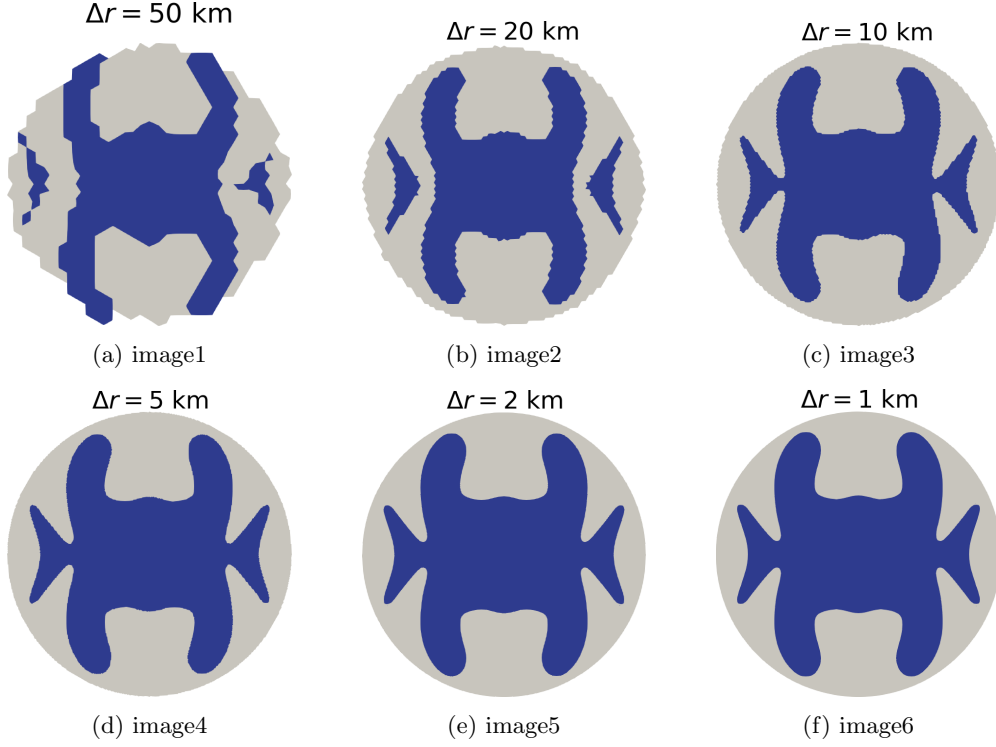 Δr = 50 km
Δr = 20 km
Δr = 10 km
(a) image1
(b) image2
(c) image3
Δr = 5 km
Δr = 2 km
Δr = 1 km
(d) image4
(e) image5
(f) image6